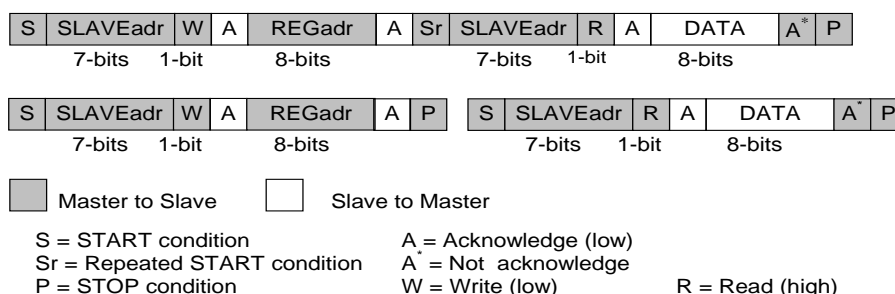 S SLAVEadr W A REGadr A Sr SLAVEadr R A DATA A* P
7-bits 1-bit 8-bits 7-bits 1-bit 8-bits
S SLAVEadr W A REGadr A P S SLAVEadr R A DATA A* P
7-bits 1-bit 8-bits 7-bits 1-bit 8-bits
Master to Slave Slave to Master
S = START condition A = Acknowledge (low)
Sr = Repeated START condition A* = Not acknowledge
P = STOP condition W = Write (low) R = Read (high)